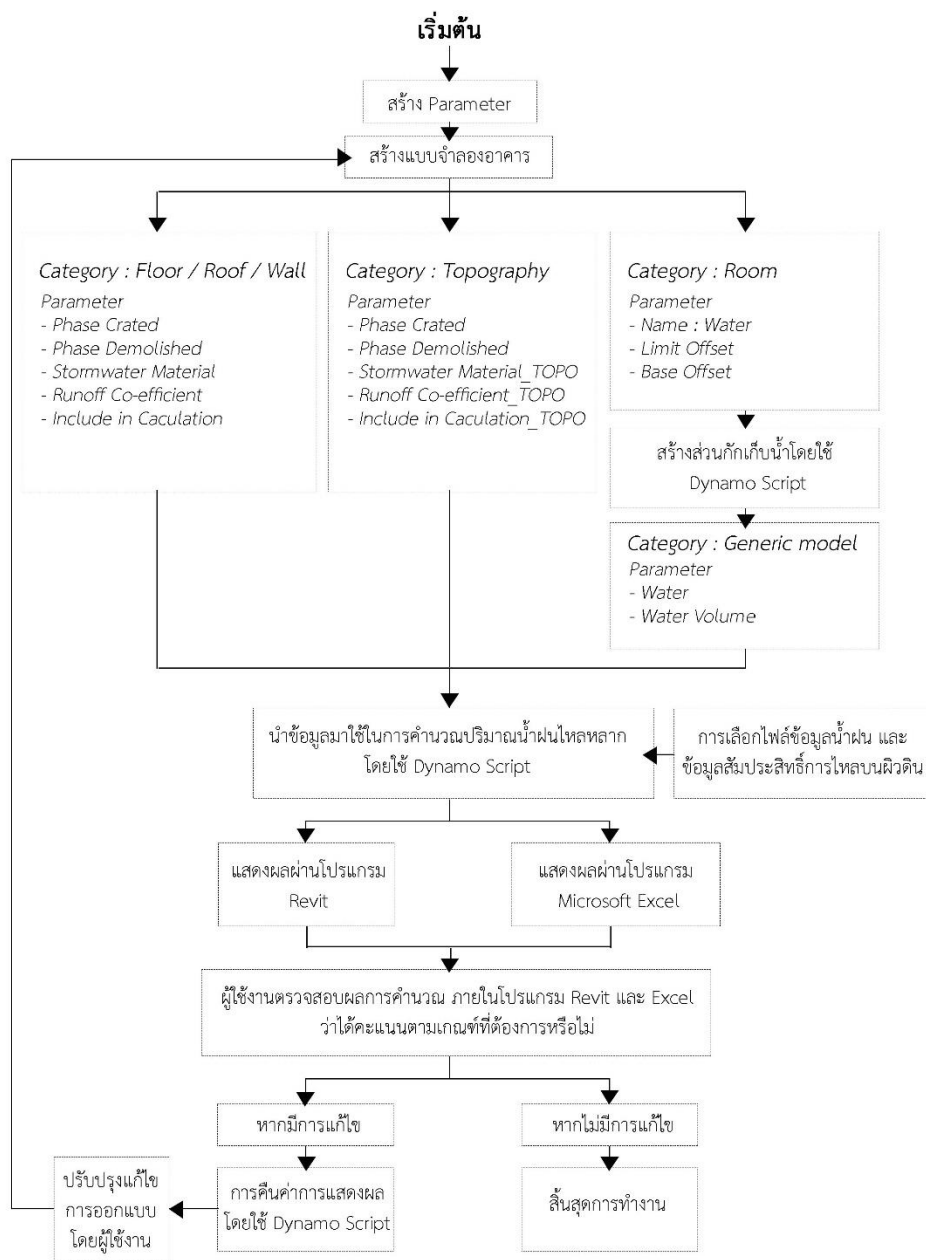 เริ่มต้น
สร้าง Parameter
สร้างแบบจำลองอาคาร
Category : Floor / Roof / Wall
Parameter
- Phase Crated
- Phase Demolished
- Stormwater Material
- Runoff Co-efficient
- Include in Caculation
Category : Topography
Parameter
- Phase Crated
- Phase Demolished
- Stormwater Material_TOPO
- Runoff Co-efficient_TOPO
- Include in Caculation_TOPO
Category : Room
Parameter
- Name : Water
- Limit Offset
- Base Offset
สร้างส่วนกักเก็บน้ำโดยใช้
Dynamo Script
Category : Generic model
Parameter
- Water
- Water Volume
นำข้อมูลมาใช้ในการคำนวณปริมาณน้ำฝนไหลหลาก
โดยใช้ Dynamo Script
การเลือกไฟล์ข้อมูลน้ำฝน และ
ข้อมูลสัมประสิทธิ์การไหลบนผิวดิน
แสดงผลผ่านโปรแกรม
Revit
แสดงผลผ่านโปรแกรม
Microsoft Excel
ผู้ใช้งานตรวจสอบผลการคำนวณ ภายในโปรแกรม Revit และ Excel
ว่าได้คะแนนตามเกณฑ์ที่ต้องการหรือไม่
หากมีการแก้ไข
หากไม่มีการแก้ไข
ปรับปรุงแก้ไข
การออกแบบ
โดยผู้ใช้งาน
การคืนค่าการแสดงผล
โดยใช้ Dynamo Script
สิ้นสุดการทำงาน